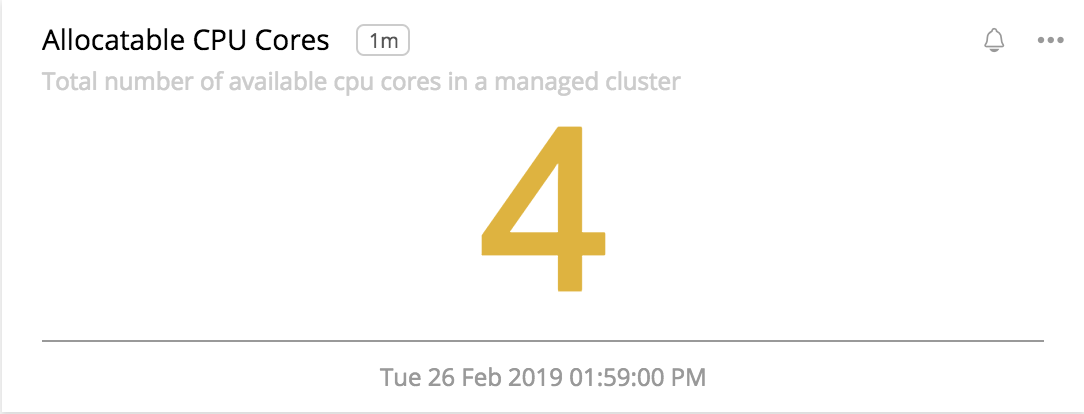 Allocatable CPU Cores 1m
Total number of available cpu cores in a managed cluster
4
Tue 26 Feb 2019 01:59:00 PM